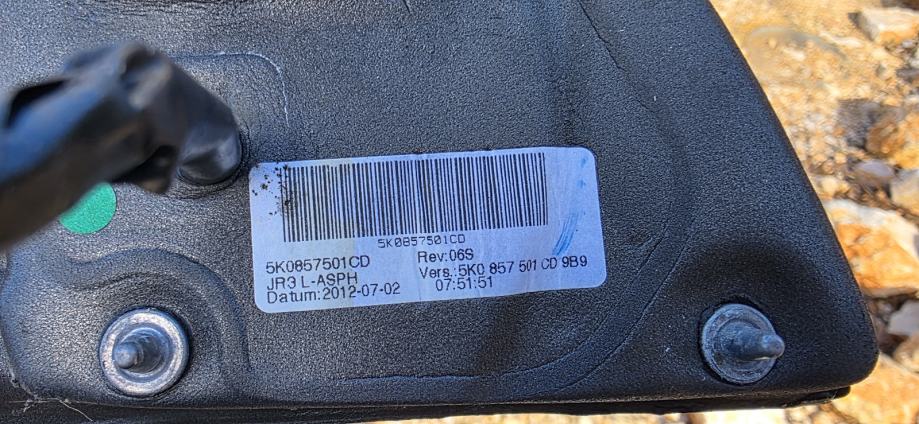 5K0857501CD
5K0857501CD Rev:06S
JR3 L-ASPH Vers.:5K0 857 501 CD 9B9
Datum:2012-07-02 07:51:51